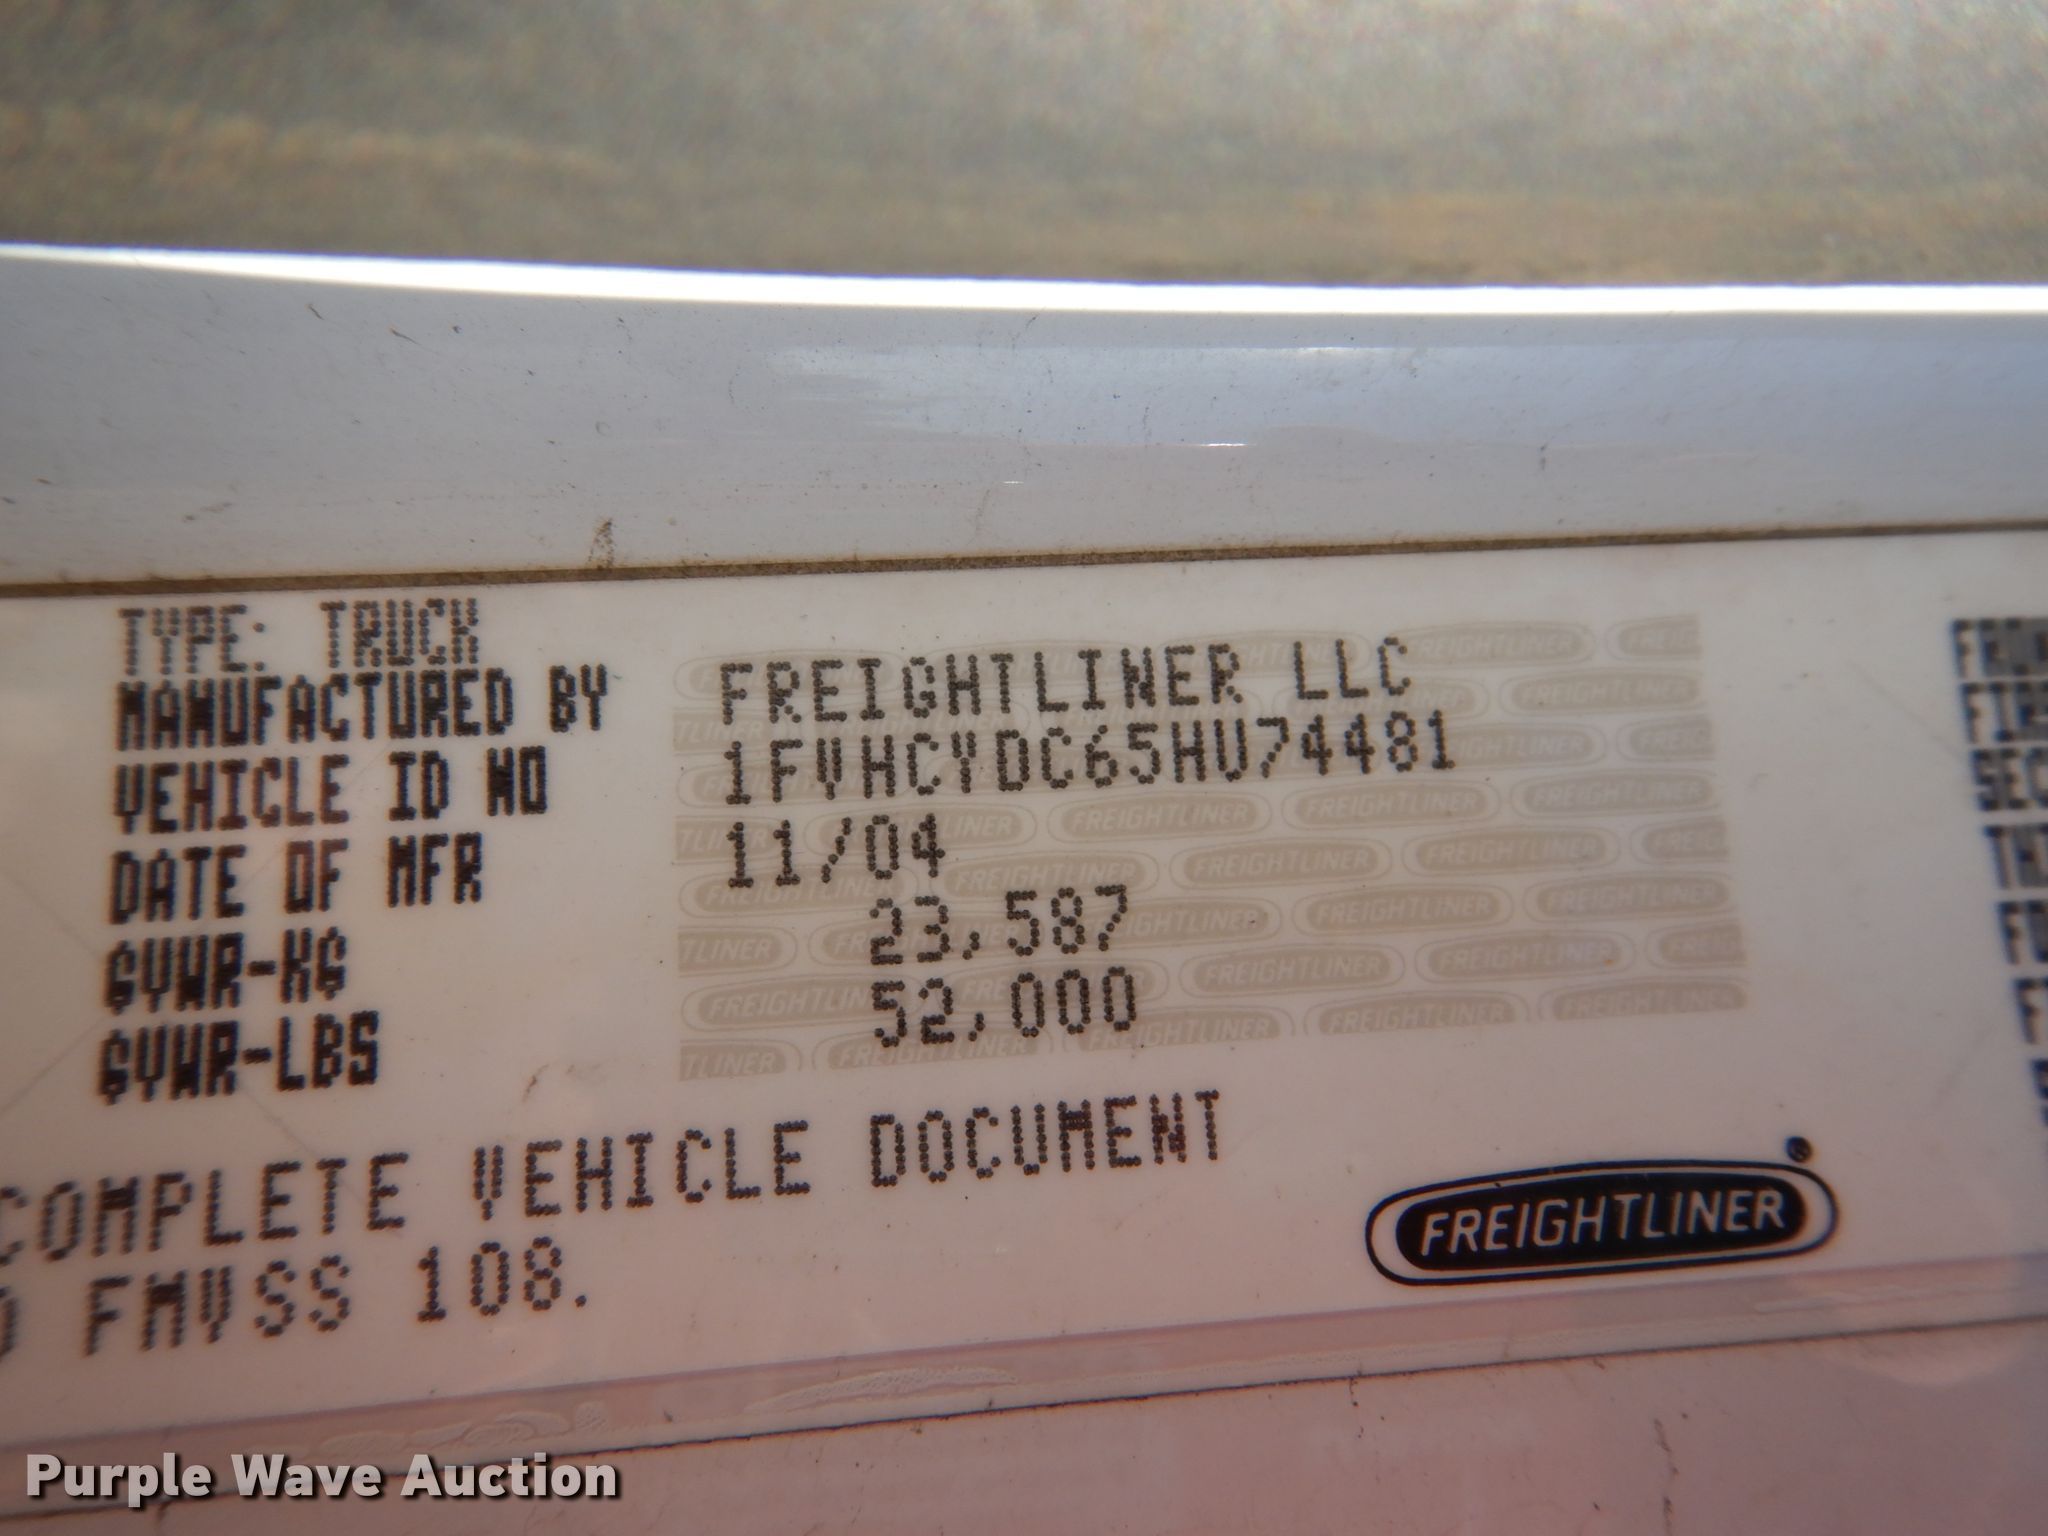 TYPE: TRUCK
MANUFACTURED BY FREIGHTLINER LLC
VEHICLE ID NO 1FVHCYDC65HU74481
DATE OF MFR 11/04
GVWR-KG 23,587
GVWR-LBS 52,000
COMPLETE VEHICLE DOCUMENT
FMVSS 108.
FREIGHTLINER
Purple Wave Auction